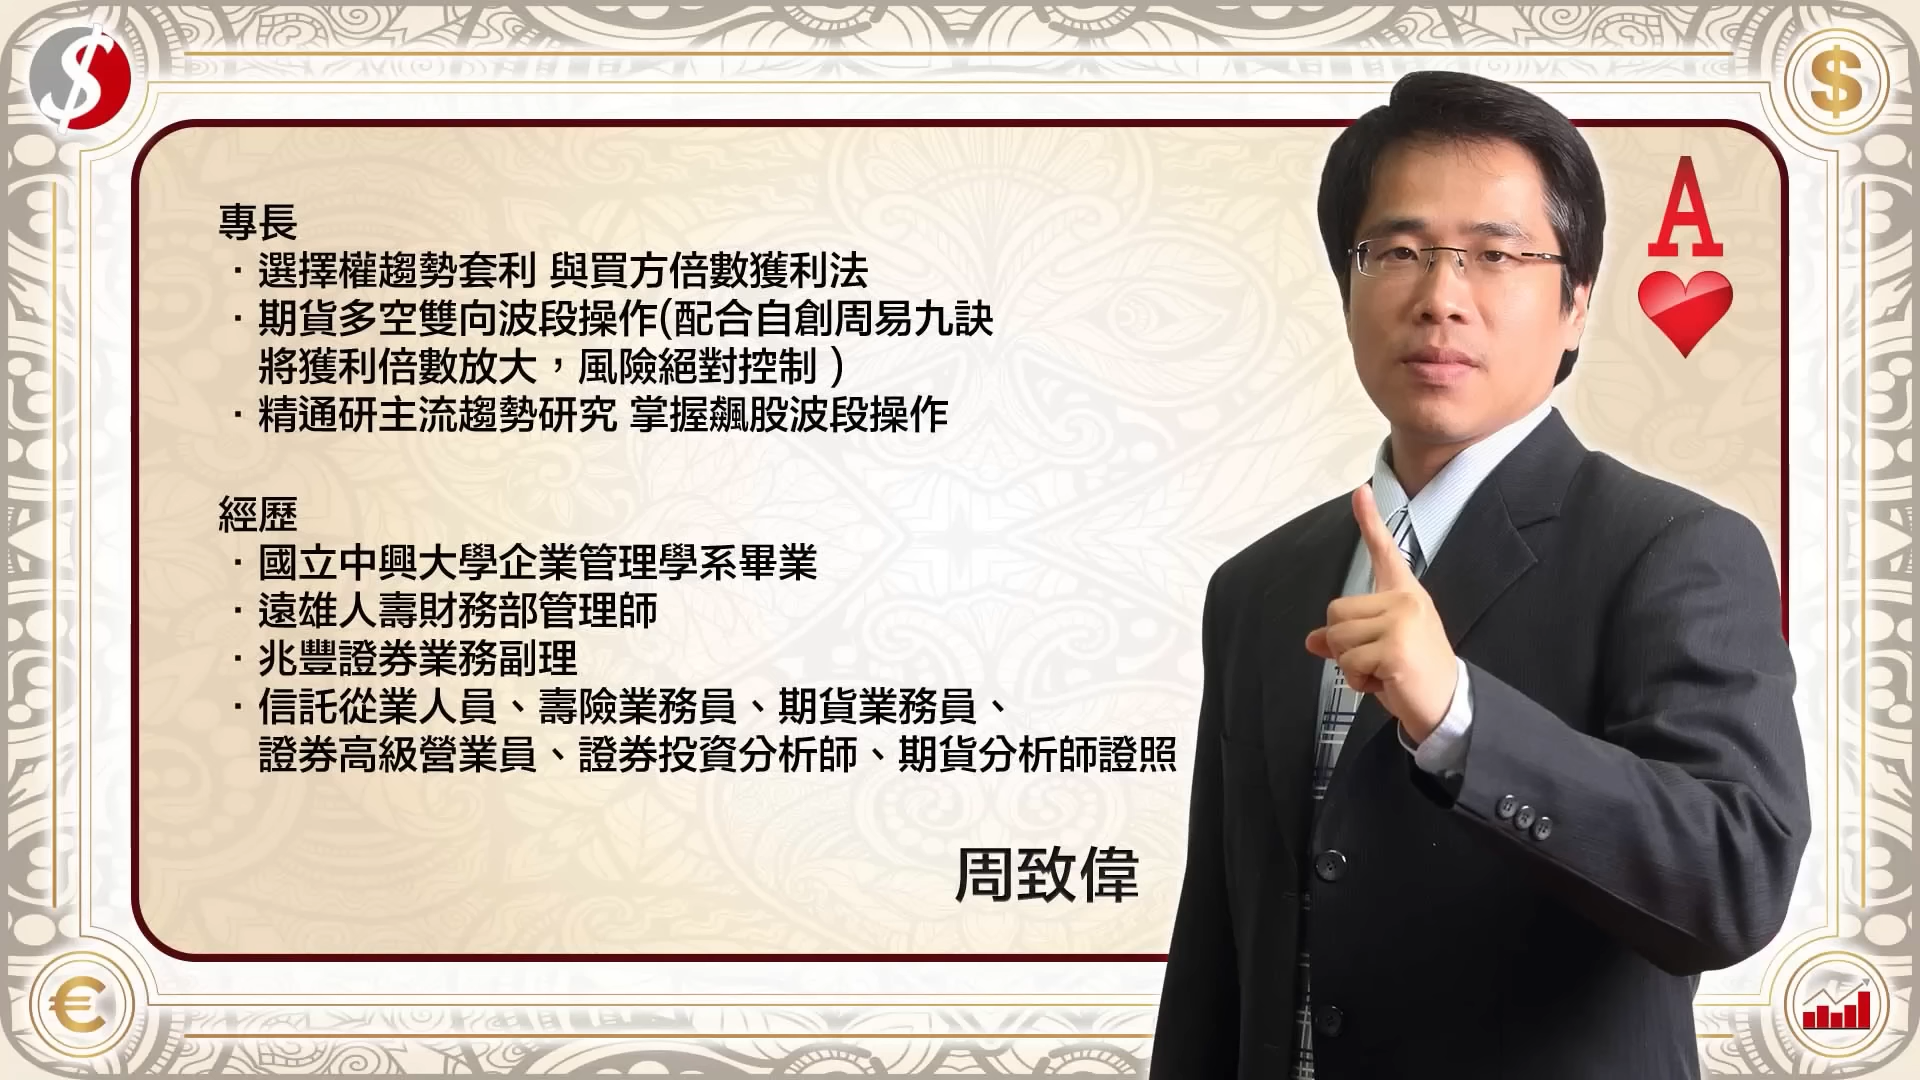 專長
·選擇權趨勢套利 與買方倍數獲利法
·期貨多空雙向波段操作(配合自創周易九訣
將獲利倍數放大，風險絕對控制 )
·精通研主流趨勢研究 掌握飆股波段操作
經歷
·國立中興大學企業管理學系畢業
·遠雄人壽財務部管理師
·兆豐證券業務副理
·信託從業人員、壽險業務員、期貨業務員、
證券高級營業員、證券投資分析師、期貨分析師證照
周致偉
A